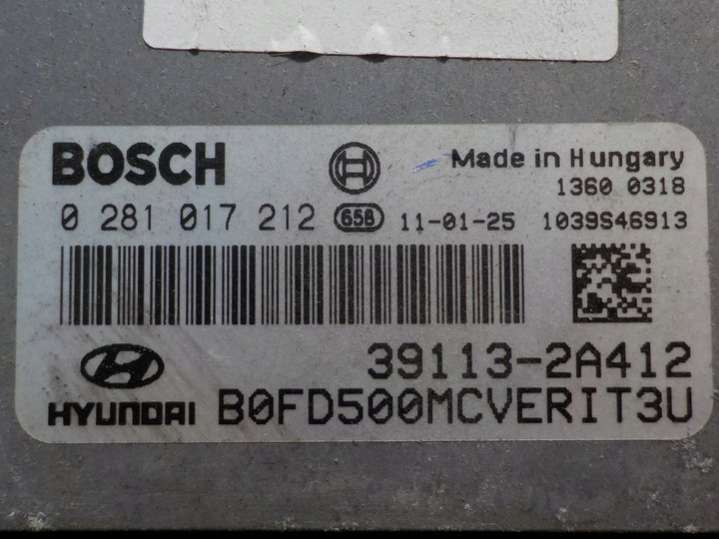 BOSCH Made in Hungary
1360 0318
0 281 017 212 658 11-01-25 1039S46913
39113-2A412
HYUNDAI B0FD500MCVERIT3U